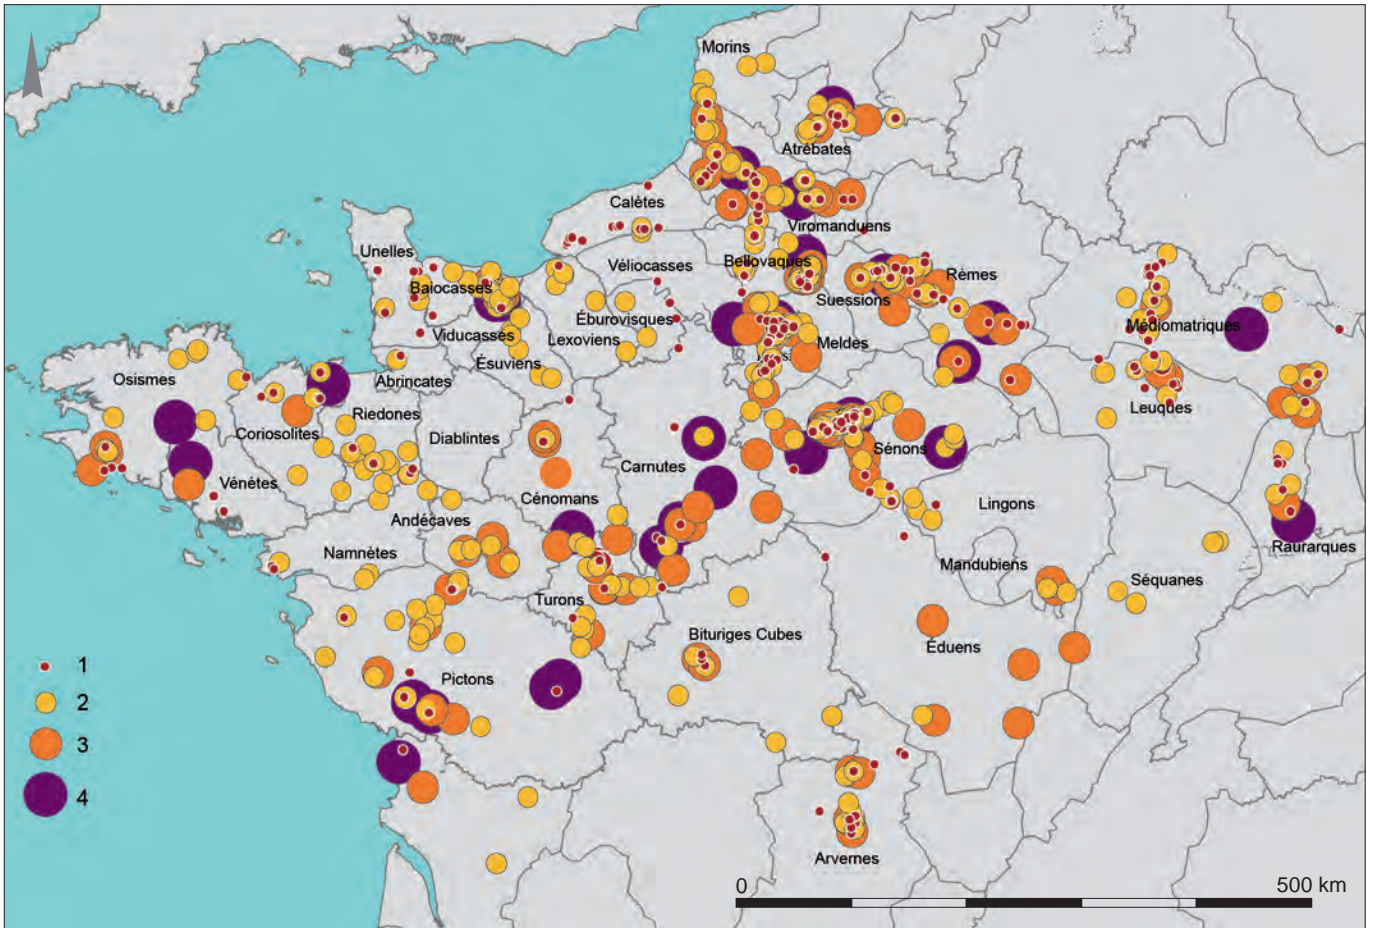 Morins
Atrébates
Calètes
Viromanduens
Unelles
Véliocasses
Bellovaques
Rèmes
Baiocasses
Suessions
Éburovisques
Médiomatriques
Viducasses
Lexoviens
Meldes
Ésuviens
Osismes
Abrincates
Riedones
Leuques
Coriosolites
Diablintes
Sénons
Carnutes
Vénètes
Cénomans
Lingons
Andécaves
Raurarques
Namnètes
Mandubiens
Séquanes
Turons
Bituriges Cubes
Éduens
1
Pictons
2
3
4
Arvernes
0
500 km